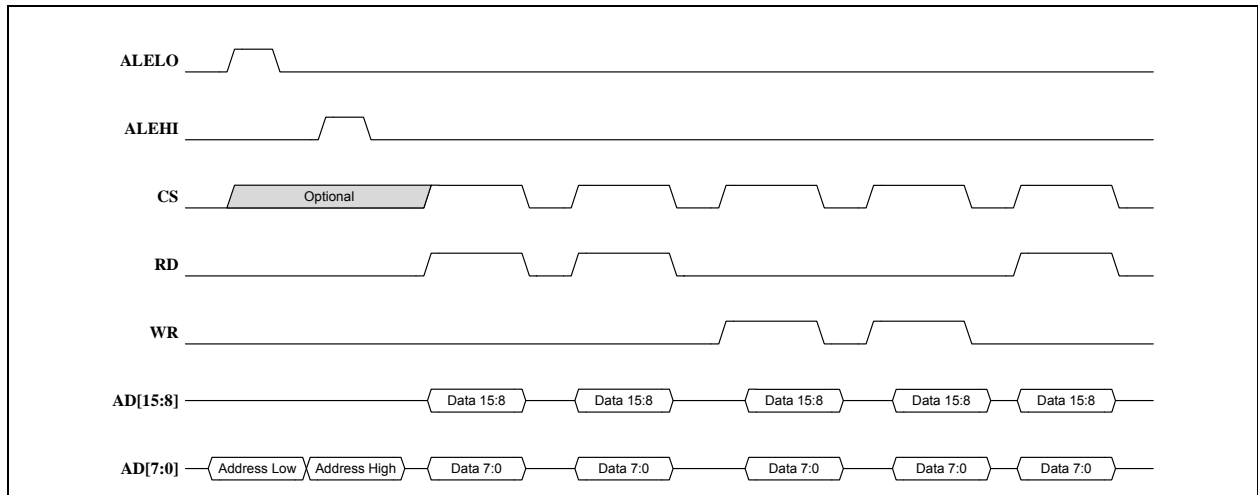 ALELO
ALEHI
CS
Optional
RD
WR
AD[15:8]
Data 15:8
Data 15:8
Data 15:8
Data 15:8
Data 15:8
AD[7:0]
Address Low
Address High
Data 7:0
Data 7:0
Data 7:0
Data 7:0
Data 7:0